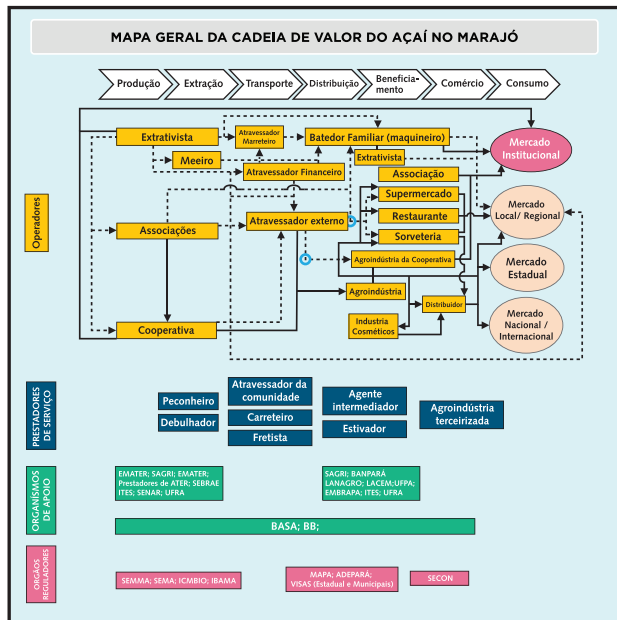 MAPA GERAL DA CADEIA DE VALOR DO AÇAÍ NO MARAJÓ
Produção
Extração
Transporte
Distribuição
Beneficia-
mento
Comércio
Consumo
Operadores
Extrativista
Atravessador
Marreteiro
Batedor Familiar (maquineiro)
Mercado
Institucional
Meeiro
Extrativista
Atravessador Financeiro
Associação
Supermercado
Mercado
Local/ Regional
Restaurante
Atravessador externo
Associações
Sorveteria
Agroindústria da Cooperativa
Mercado
Estadual
Agroindústria
Distribuidor
Mercado
Nacional /
Internacional
Industria
Cosméticos
Cooperativa
PRESTADORES
DE SERVIÇO
Peconheiro
Debulhador
Atravessador da
comunidade
Carreteiro
Fretista
Agente
intermediador
Estivador
Agroindústria
terceirizada
ORGANÍSMOS
DE APOIO
EMATER; SAGRI; EMATER;
Prestadores de ATER; SEBRAE
ITES; SENAR; UFRA
SAGRI; BANPARÁ
LANAGRO; LACEM;UFPA;
EMBRAPA; ITES; UFRA
BASA; BB;
ORGÃOS
REGULADORES
SEMMA; SEMA; ICMBIO; IBAMA
MAPA; ADEPARÁ;
VISAS (Estadual e Municipais)
SECON